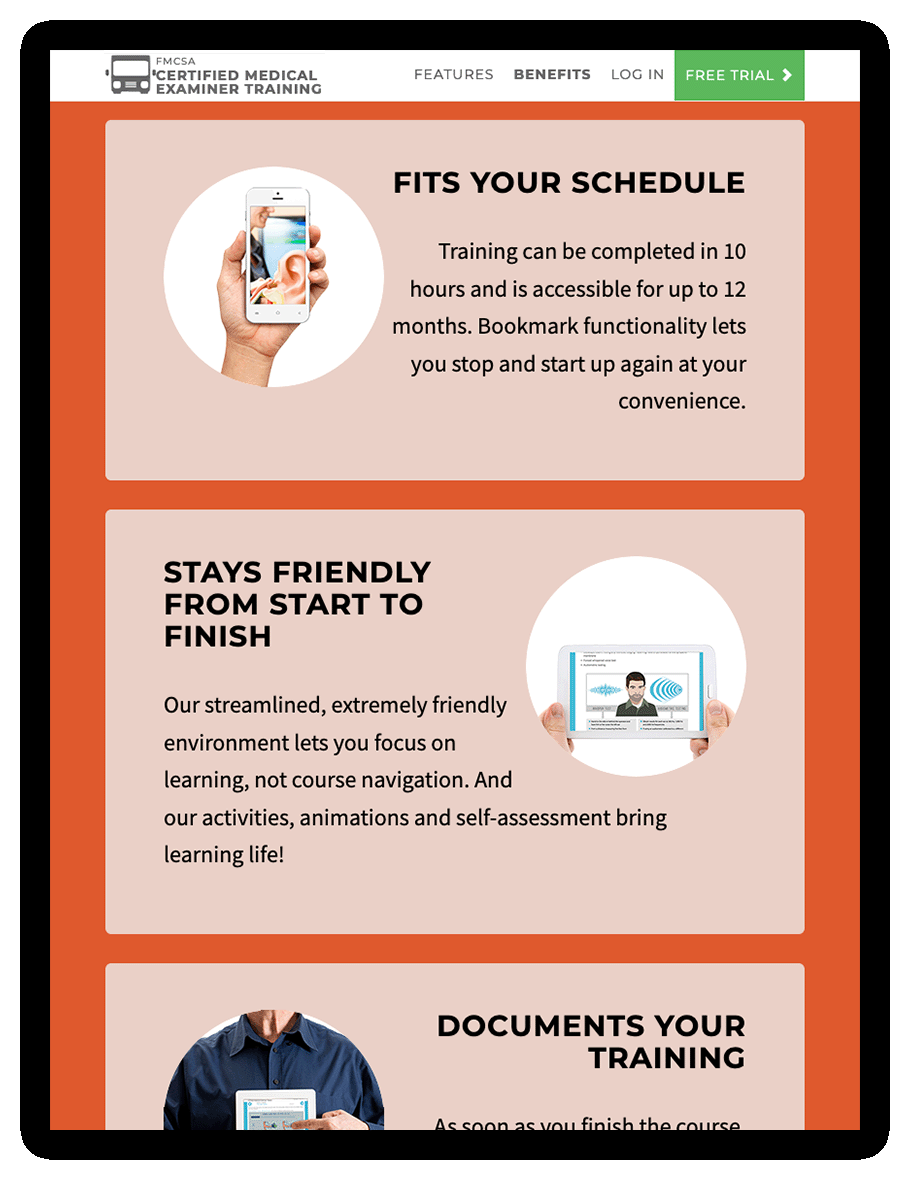 FMCSA
CERTIFIED MEDICAL
EXAMINER TRAINING
FEATURES BENEFITS LOG IN FREE TRIAL
FITS YOUR SCHEDULE
Training can be completed in 10
hours and is accessible for up to 12
months. Bookmark functionality lets
you stop and start up again at your
convenience.
STAYS FRIENDLY
FROM START TO
FINISH
Our streamlined, extremely friendly
environment lets you focus on
learning, not course navigation. And
our activities, animations and self-assessment bring
learning life!
DOCUMENTS YOUR
TRAINING
As soon as you finish the course,